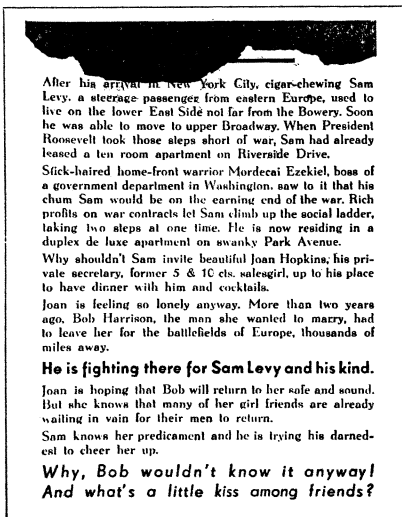 After his arrival in New York City, cigar-chewing Sam
Levy, a steerage passenger from eastern Europe, used to
live on the lower East Side not far from the Bowery. Soon
he was able to move to upper Broadway. When President
Roosevelt took those steps short of war, Sam had already
leased a ten room apartment on Riverside Drive.
Slick-haired home-front warrior Mordecai Ezekiel, boss of
a government department in Washington, saw to it that his
chum Sam would be on the earning end of the war. Rich
profits on war contracts let Sam climb up the social ladder,
taking two steps at one time. He is now residing in a
duplex de luxe apartment on swanky Park Avenue.
Why shouldn't Sam invite beautiful Joan Hopkins, his pri-
vate secretary, former 5 & 10 cts. salesgirl, up to his place
to have dinner with him and cocktails.
Joan is feeling so lonely anyway. More than two years
ago, Bob Harrison, the man she wanted to marry, had
to leave her for the battlefields of Europe, thousands of
miles away.
He is fighting there for Sam Levy and his kind.
Joan is hoping that Bob will return to her safe and sound.
But she knows that many of her girl friends are already
waiting in vain for their men to return.
Sam knows her predicament and he is trying his darned-
est to cheer her up.
Why, Bob wouldn't know it anyway!
And what's a little kiss among friends?